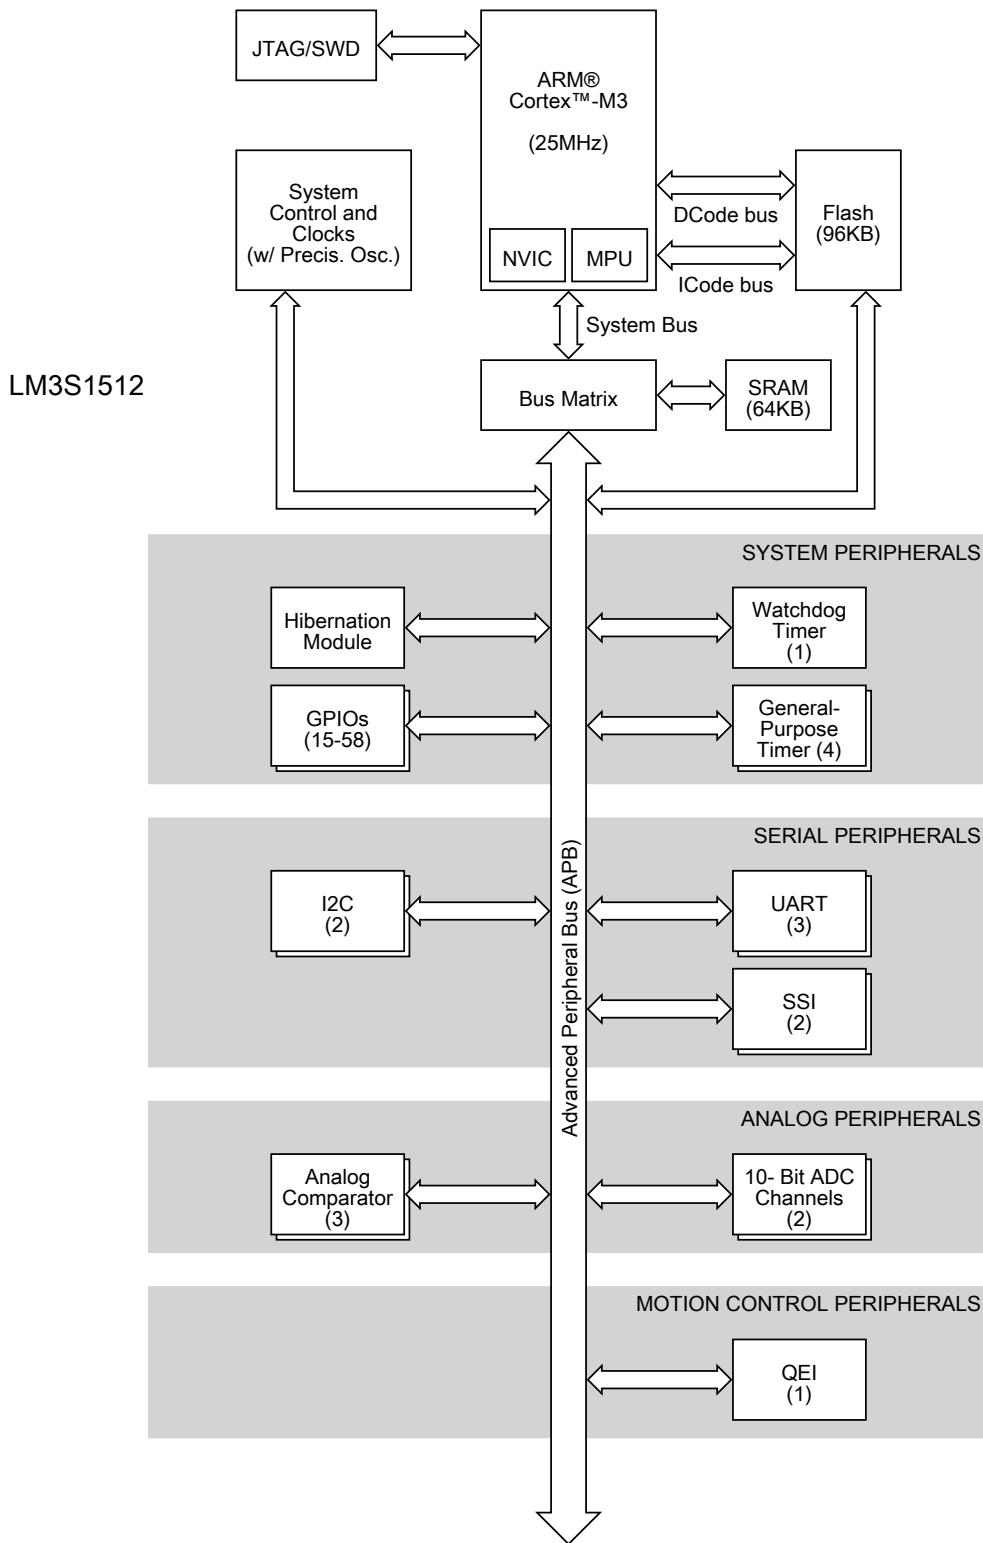 JTAG/SWD
ARM®
Cortex™-M3
(25MHz)
NVIC
MPU
System
Control and
Clocks
(w/ Precis. Osc.)
DCode bus
ICode bus
Flash
(96KB)
System Bus
LM3S1512
Bus Matrix
SRAM
(64KB)
SYSTEM PERIPHERALS
Hibernation
Module
Watchdog
Timer
(1)
GPIOs
(15-58)
General-
Purpose
Timer (4)
Advanced Peripheral Bus (APB)
SERIAL PERIPHERALS
I2C
(2)
UART
(3)
SSI
(2)
ANALOG PERIPHERALS
Analog
Comparator
(3)
10- Bit ADC
Channels
(2)
MOTION CONTROL PERIPHERALS
QEI
(1)